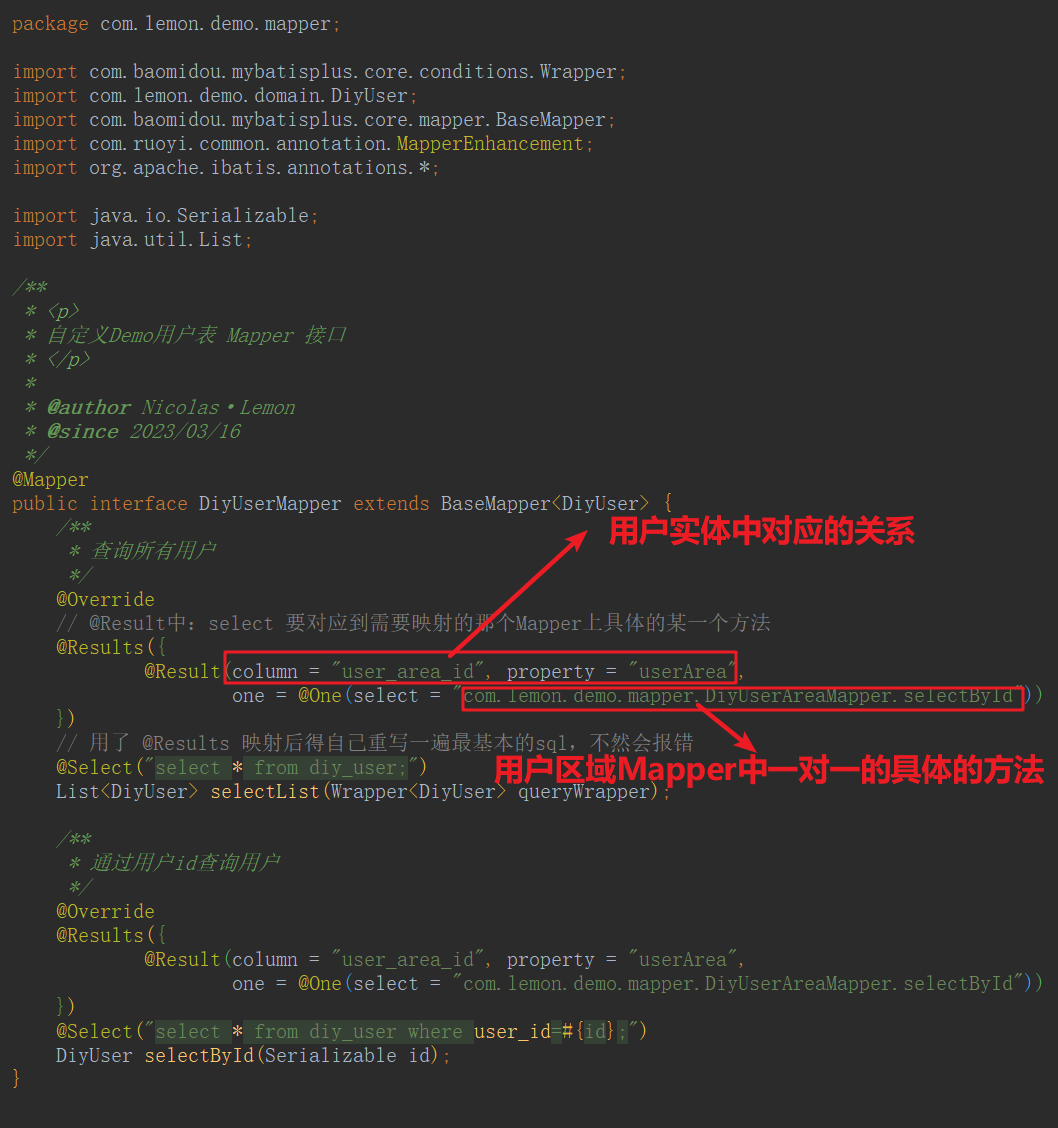 package com.lemon.demo.mapper;
import com.baomidou.mybatisplus.core.conditions.Wrapper;
import com.lemon.demo.domain.DiyUser;
import com.baomidou.mybatisplus.core.mapper.BaseMapper;
import com.ruoyi.common.annotation.MapperEnhancement;
import org.apache.ibatis.annotations.*;
import java.io.Serializable;
import java.util.List;
/**
 * <p>
 * 自定义Demo用户表 Mapper 接口
 * </p>
 *
 * @author Nicolas·Lemon
 * @since 2023/03/16
 */
@Mapper
public interface DiyUserMapper extends BaseMapper<DiyUser> {
    /**
用户实体中对应的关系
     * 查询所有用户
     */
    @Override
    // @Result中：select 要对应到需要映射的那个Mapper上具体的某一个方法
    @Results({
            @Result(column = "user_area_id", property = "userArea",
                    one = @One(select = "com.lemon.demo.mapper.DiyUserAreaMapper.selectById"))
    })
    // 用了 @Results 映射后得自己重写一遍最基本的sql，不然会报错
    @Select("select * from diy_user;")
用户区域Mapper中一对一的具体的方法
    List<DiyUser> selectList(Wrapper<DiyUser> queryWrapper);
    /**
     * 通过用户id查询用户
     */
    @Override
    @Results({
            @Result(column = "user_area_id", property = "userArea",
                    one = @One(select = "com.lemon.demo.mapper.DiyUserAreaMapper.selectById"))
    })
    @Select("select * from diy_user where user_id=#{id};")
    DiyUser selectById(Serializable id);
}